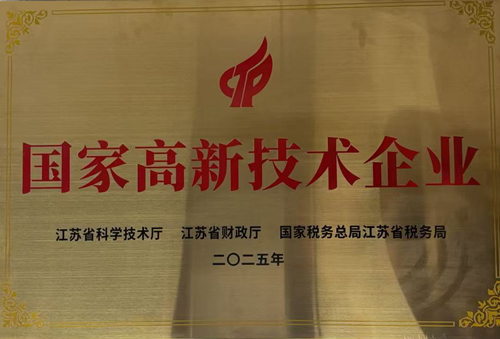 国家高新技术企业
江苏省科学技术厅 江苏省财政厅 国家税务总局江苏省税务局
二〇二五年